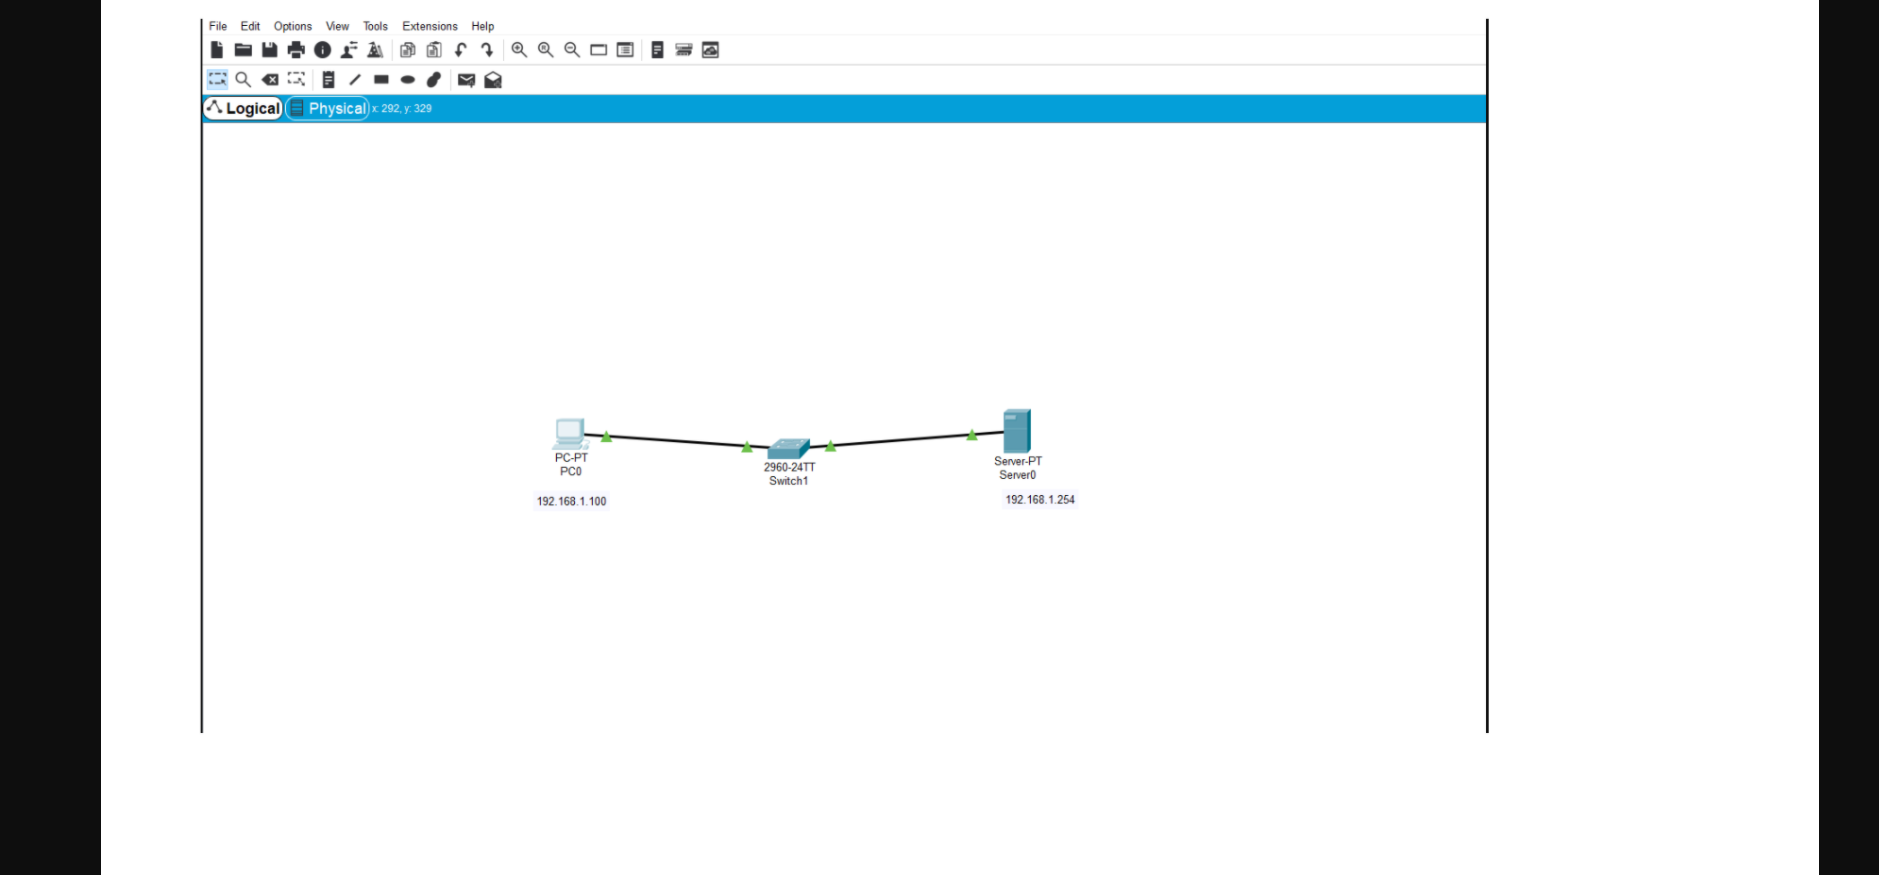 File Edit Options View Tools Extensions Help
Logical Physical x: 292, y: 329
PC-PT
PC0
192.168.1.100
2960-24TT
Switch1
Server-PT
Server0
192.168.1.254